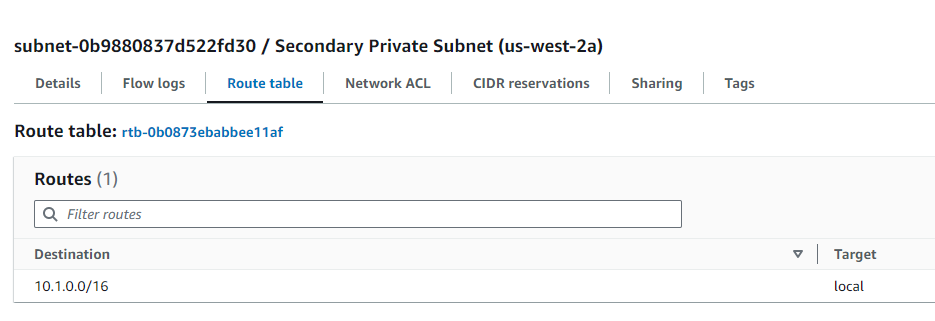 subnet-0b9880837d522fd30 / Secondary Private Subnet (us-west-2a)
Details Flow logs Route table Network ACL CIDR reservations Sharing Tags
Route table: rtb-0b0873ebabbee11af
Routes (1)
Filter routes
Destination Target
10.1.0.0/16 local